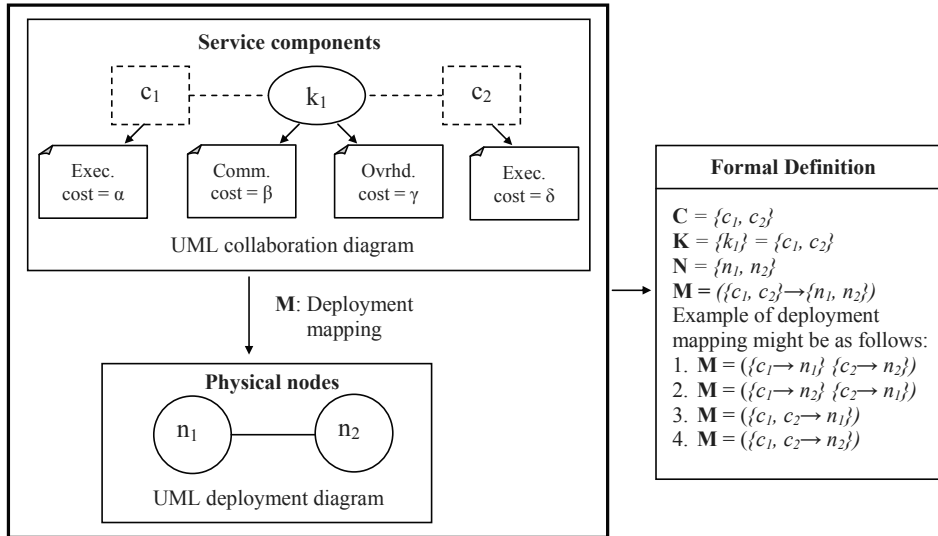 Service components
c₁
k₁
c₂
Exec.
cost = α
Comm.
cost = β
Ovrhd.
cost = γ
Exec.
cost = δ
UML collaboration diagram
M: Deployment
mapping
Physical nodes
n₁
n₂
UML deployment diagram
Formal Definition
C = {c₁, c₂}
K = {k₁} = {c₁, c₂}
N = {n₁, n₂}
M = ({c₁, c₂}→{n₁, n₂})
Example of deployment
mapping might be as follows:
1. M = ({c₁→ n₁} {c₂→ n₂})
2. M = ({c₁→ n₂} {c₂→ n₁})
3. M = ({c₁, c₂→ n₁})
4. M = ({c₁, c₂→ n₂})